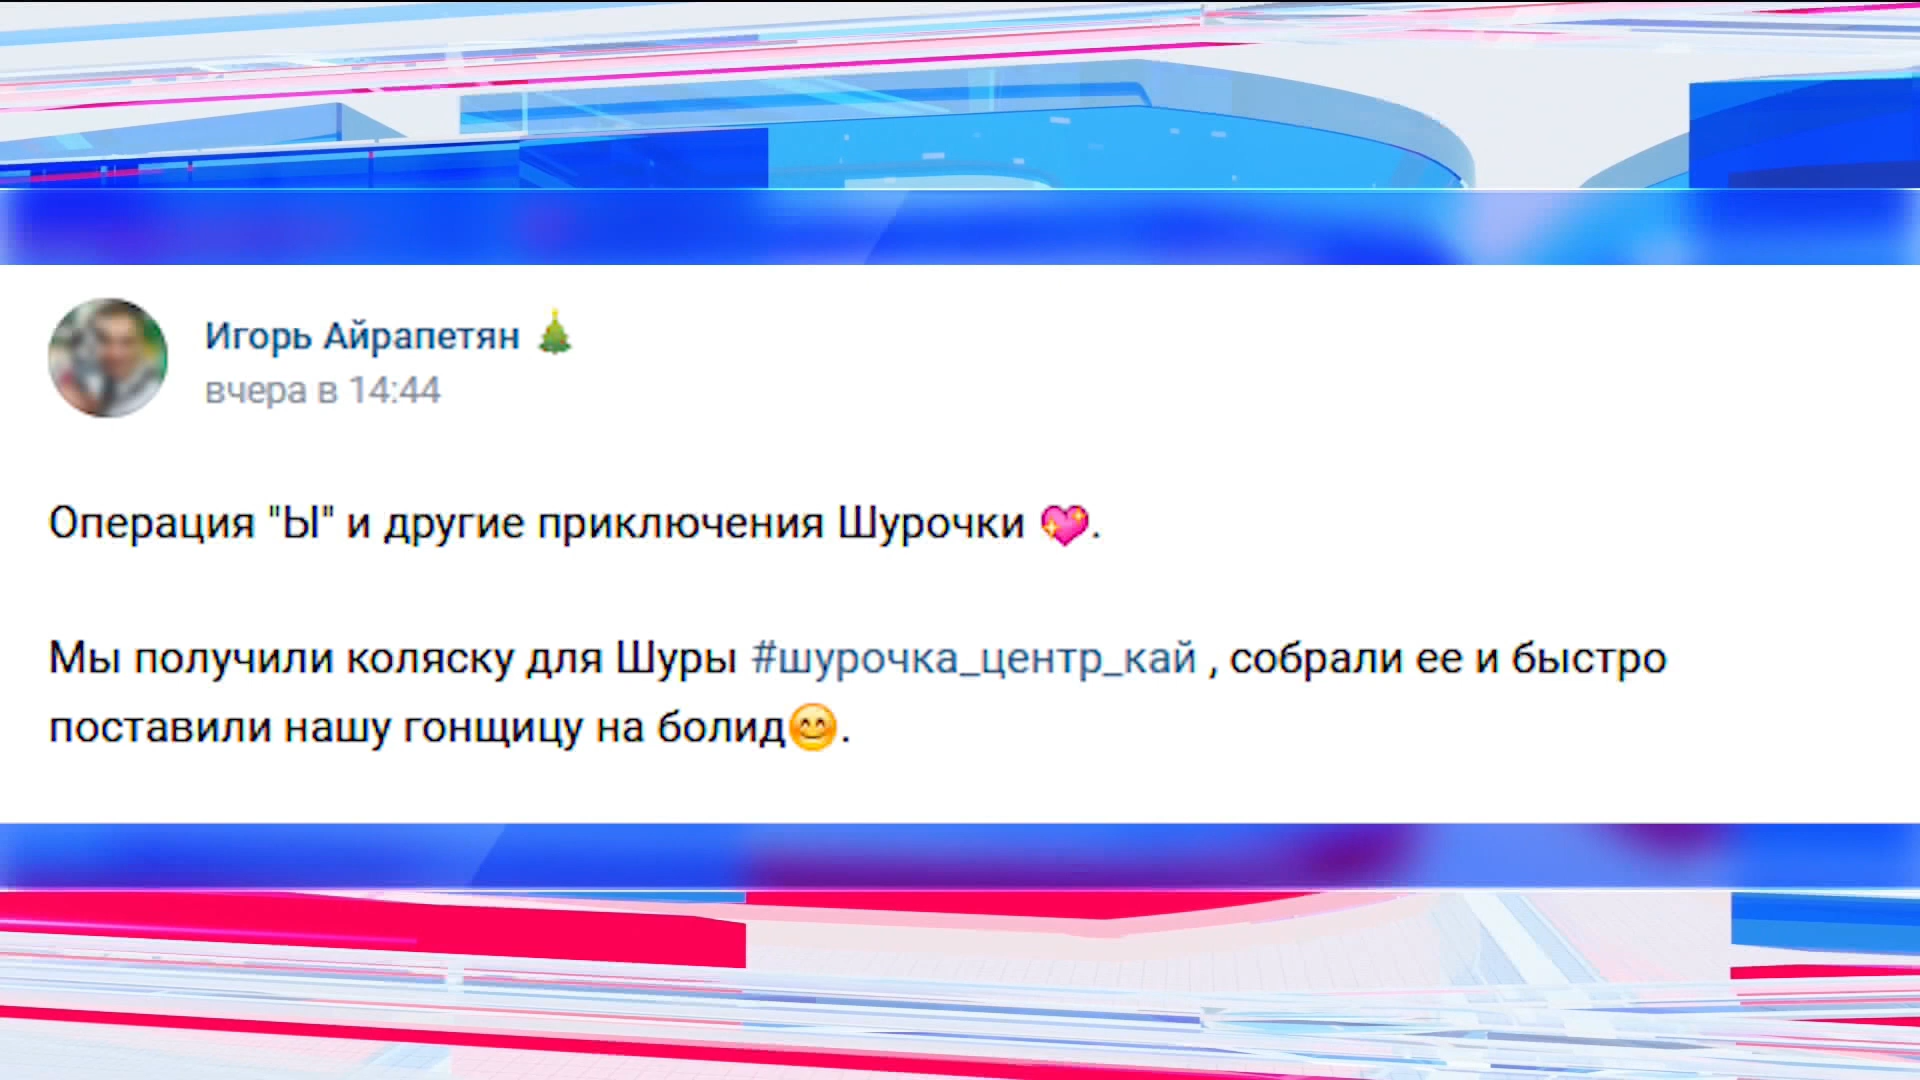 Игорь Айрапетян 🎄
вчера в 14:44
Операция "Ы" и другие приключения Шурочки 💖.
Мы получили коляску для Шуры #шурочка_центр_кай , собрали ее и быстро
поставили нашу гонщицу на болид😊.